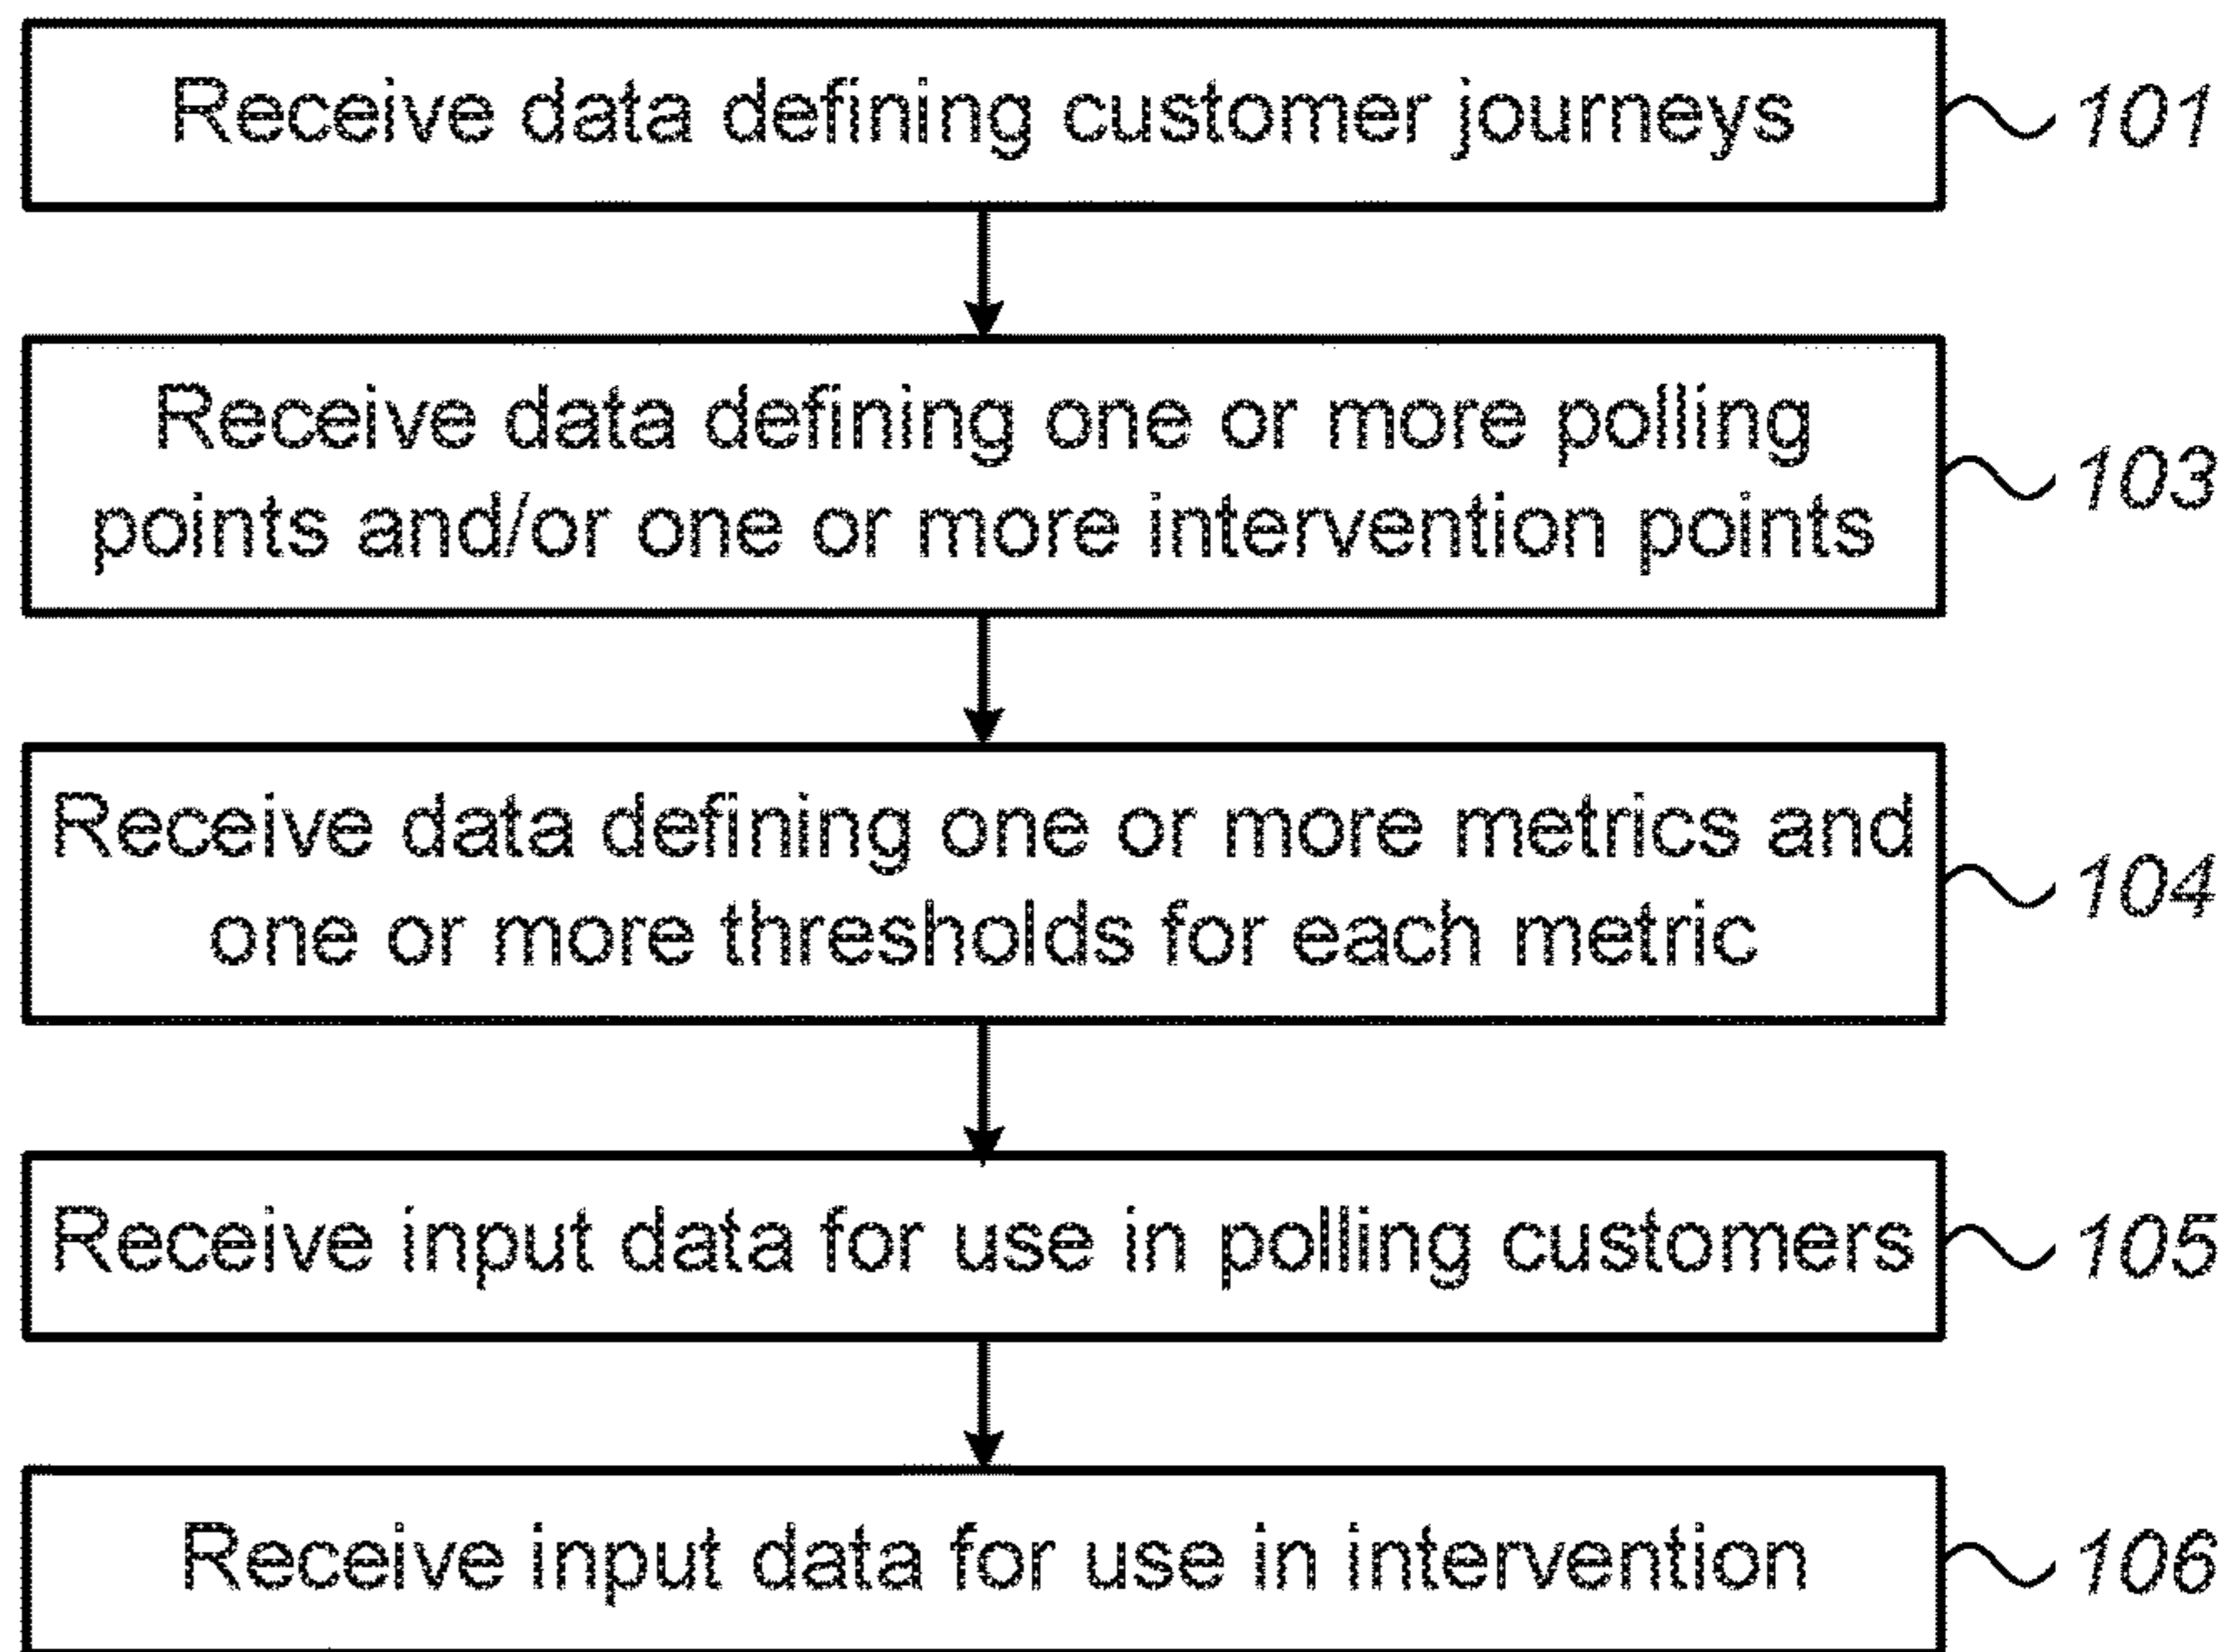 Receive data defining customer journeys
101
Receive data defining one or more polling
points and/or one or more intervention points
103
Receive data defining one or more metrics and
one or more thresholds for each metric
104
Receive input data for use in polling customers
105
Receive input data for use in intervention
106